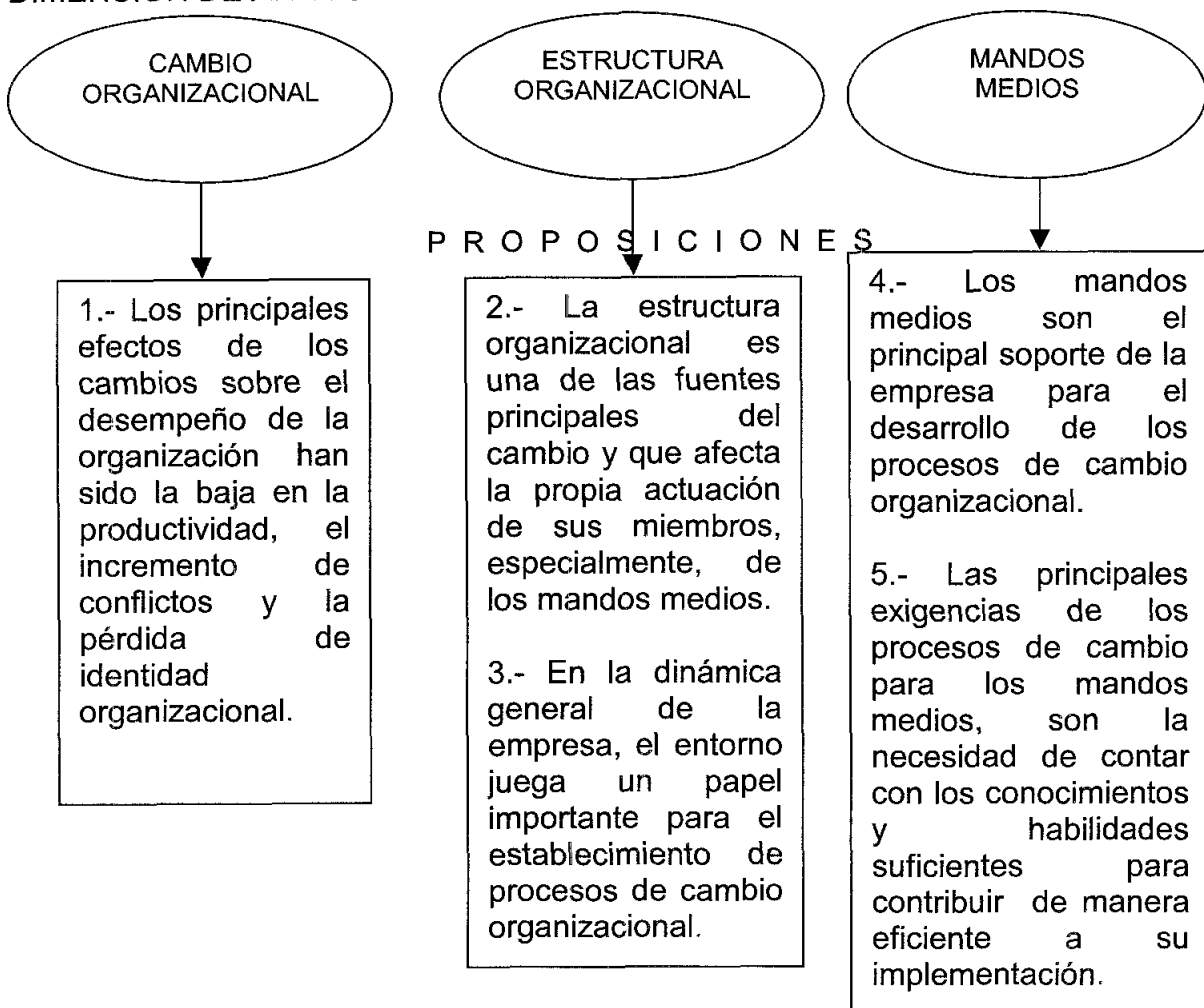 CAMBIO
ORGANIZACIONAL
ESTRUCTURA
ORGANIZACIONAL
MANDOS
MEDIOS
P R O P O S I C I O N E S
1.- Los principales
efectos de los
cambios sobre el
desempeño de la
organización han
sido la baja en la
productividad, el
incremento de
conflictos y la
pérdida de
identidad
organizacional.
2.- La estructura
organizacional es
una de las fuentes
principales del
cambio y que afecta
la propia actuación
de sus miembros,
especialmente, de
los mandos medios.
3.- En la dinámica
general de la
empresa, el entorno
juega un papel
importante para el
establecimiento de
procesos de cambio
organizacional.
4.- Los mandos
medios son el
principal soporte de la
empresa para el
desarrollo de los
procesos de cambio
organizacional.
5.- Las principales
exigencias de los
procesos de cambio
para los mandos
medios, son la
necesidad de contar
con los conocimientos
y habilidades
suficientes para
contribuir de manera
eficiente a su
implementación.